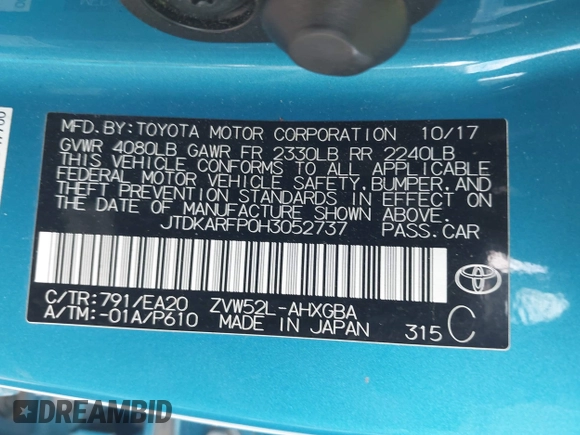 MFD.BY:TOYOTA MOTOR CORPORATION 10/17
GVWR 4080LB GAWR FR 2330LB RR 2240LB
THIS VEHICLE CONFORMS TO ALL APPLICABLE
FEDERAL MOTOR VEHICLE SAFETY,BUMPER,AND
THEFT PREVENTION STANDARDS IN EFFECT ON
THE DATE OF MANUFACTURE SHOWN ABOVE.
JTDKARFP0H3052737 PASS.CAR
C/TR:791/EA20 ZVW52L-AHXGBA
A/TM:-01A/P610 MADE IN JAPAN 315 C
TOYOTA
DREAMBID